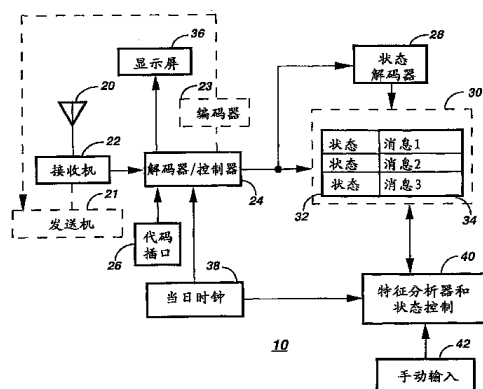 36
显示屏
20
23
编码器
28
状态
解码器
30
22
接收机
解码器/控制器
24
状态 消息1
状态 消息2
状态 消息3
32
34
21
发送机
26
代码
插口
38
当日时钟
40
特征分析器和
状态控制
10
42
手动输入